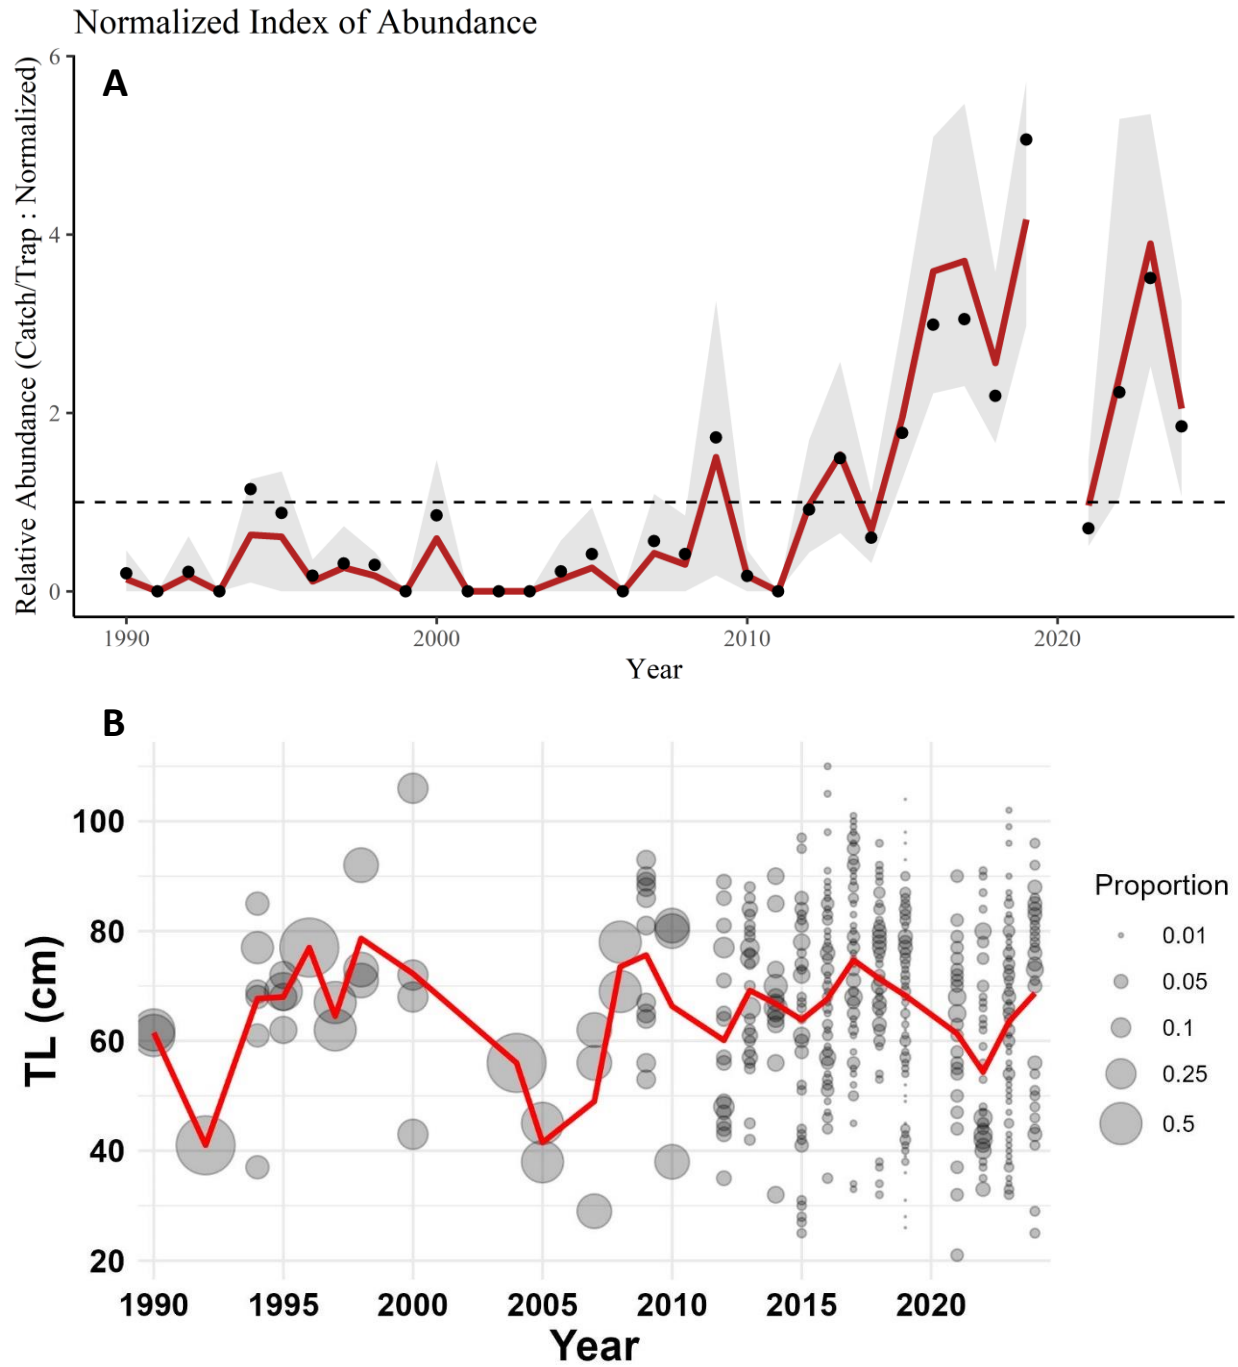 Normalized Index of Abundance
A
Relative Abundance (Catch/Trap : Normalized)
6
4
2
0
1990 2000 2010 2020
Year
B
TL (cm)
100
80
60
40
20
1990 1995 2000 2005 2010 2015 2020
Year
Proportion
0.01
0.05
0.1
0.25
0.5